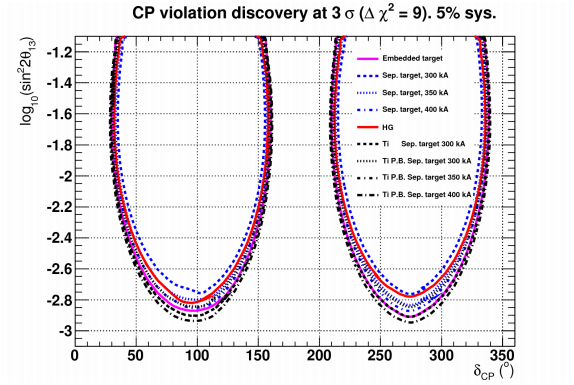 CP violation discovery at 3 σ (Δ χ² = 9). 5% sys.
log₁₀(sin²2θ₁₃)
-1.2
-1.4
-1.6
-1.8
-2
-2.2
-2.4
-2.6
-2.8
-3
Embedded target
Sep. target, 300 kA
Sep. target, 350 kA
Sep. target, 400 kA
HG
Ti Sep. target 300 kA
Ti P.B. Sep. target 300 kA
Ti P.B. Sep. target 350 kA
Ti P.B. Sep. target 400 kA
0 50 100 150 200 250 300 350
δCP (°)